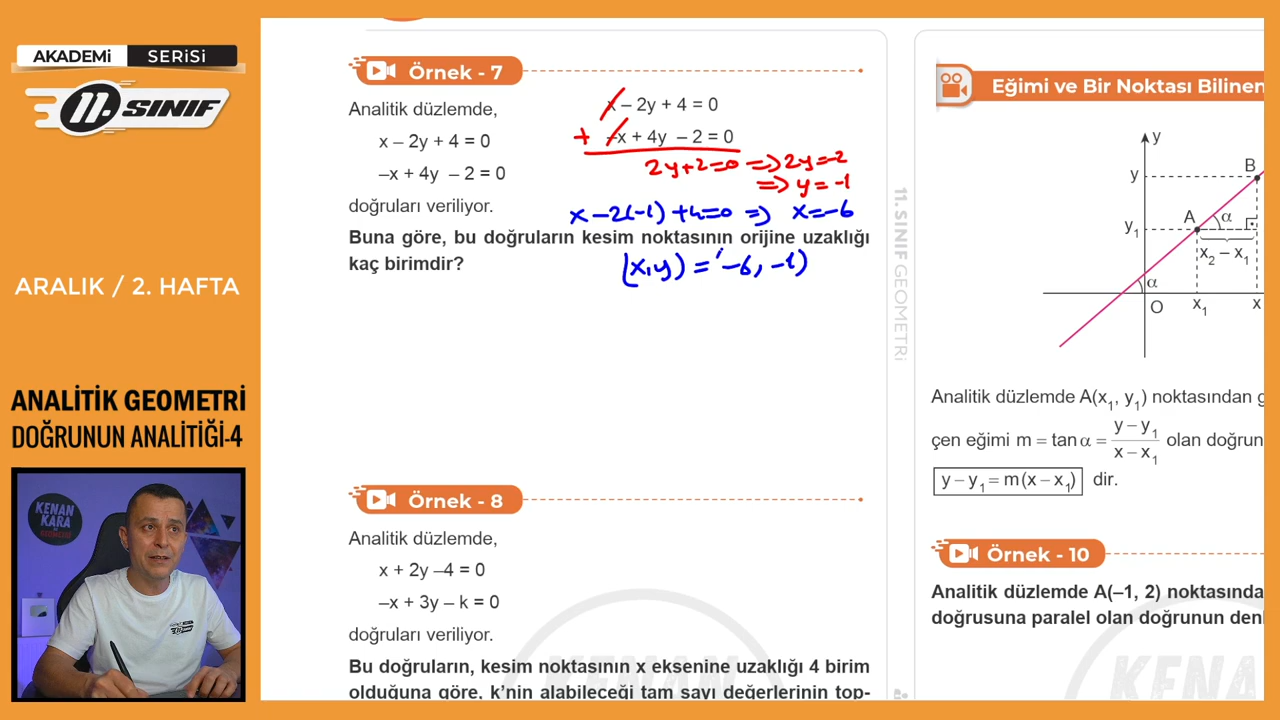 AKADEMi SERiSi
11. SINIF
ARALIK / 2. HAFTA
ANALİTİK GEOMETRİ
DOĞRUNUN ANALİTİĞİ-4
KENAN
KARA
Örnek - 7
Analitik düzlemde,
x – 2y + 4 = 0
–x + 4y – 2 = 0
doğruları veriliyor.
Buna göre, bu doğruların kesim noktasının orijine uzaklığı
kaç birimdir?
x – 2y + 4 = 0
+ –x + 4y – 2 = 0
2y+2=0 => 2y=-2
=> y=-1
x-2(-1)+4=0 => x=-6
(x,y) = (-6, -1)
Örnek - 8
Analitik düzlemde,
x + 2y –4 = 0
–x + 3y – k = 0
doğruları veriliyor.
Bu doğruların, kesim noktasının x eksenine uzaklığı 4 birim
olduğuna göre, k'nin alabileceği tam sayı değerlerinin top-
11. SINIF GEOMETRİ
Eğimi ve Bir Noktası Bilinen
y
y B
y₁ A α
x₂ – x₁
α
O x₁ x
Analitik düzlemde A(x₁, y₁) noktasından g
çen eğimi m = tan α = y – y₁ / x – x₁ olan doğrun
y – y₁ = m(x – x₁) dir.
Örnek - 10
Analitik düzlemde A(–1, 2) noktasında
doğrusuna paralel olan doğrunun den
KENAN
KENA